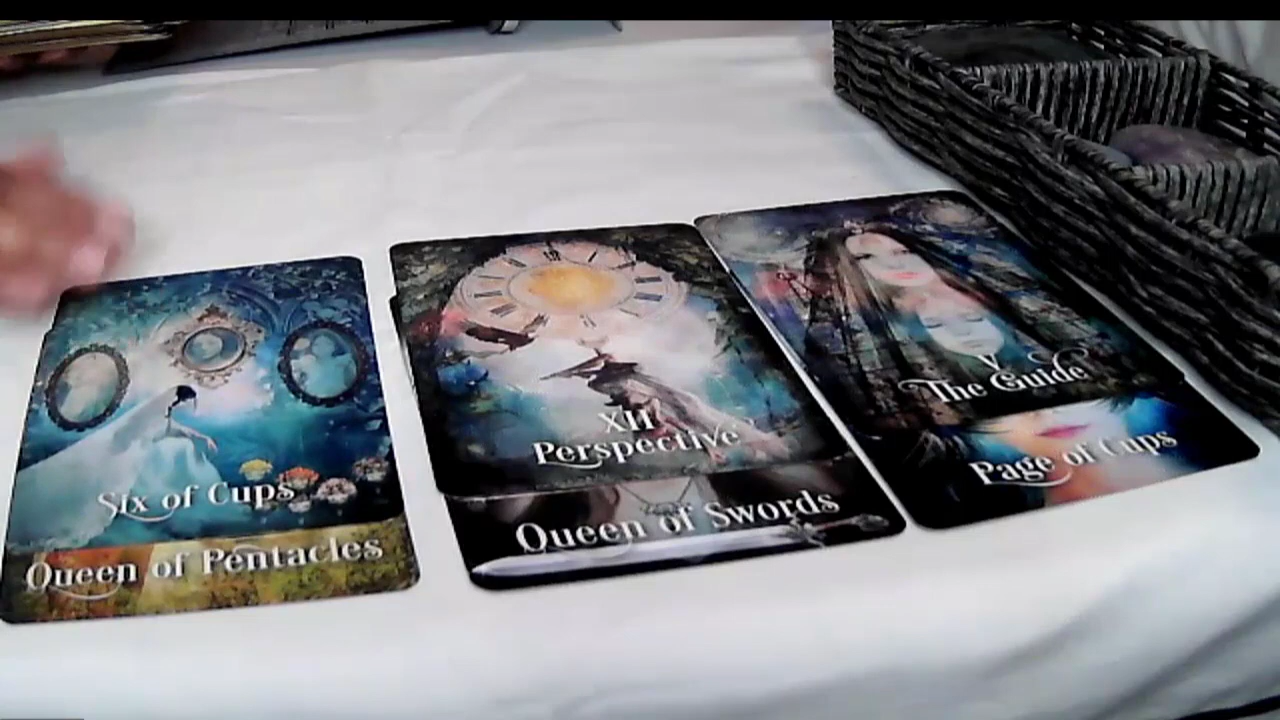 Six of Cups
Queen of Pentacles
XII
Perspective
Queen of Swords
V
The Guide
Page of Cups